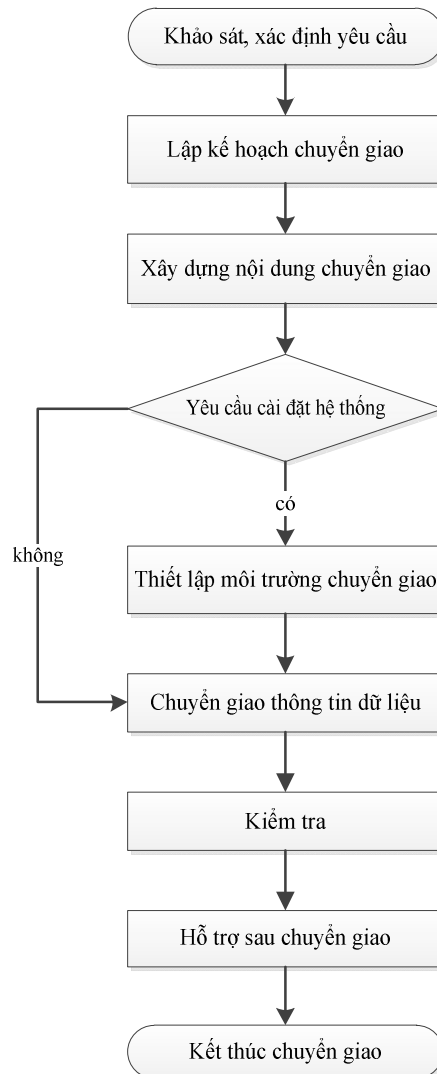 Khảo sát, xác định yêu cầu
Lập kế hoạch chuyển giao
Xây dựng nội dung chuyển giao
Yêu cầu cài đặt hệ thống
có
không
Thiết lập môi trường chuyển giao
Chuyển giao thông tin dữ liệu
Kiểm tra
Hỗ trợ sau chuyển giao
Kết thúc chuyển giao